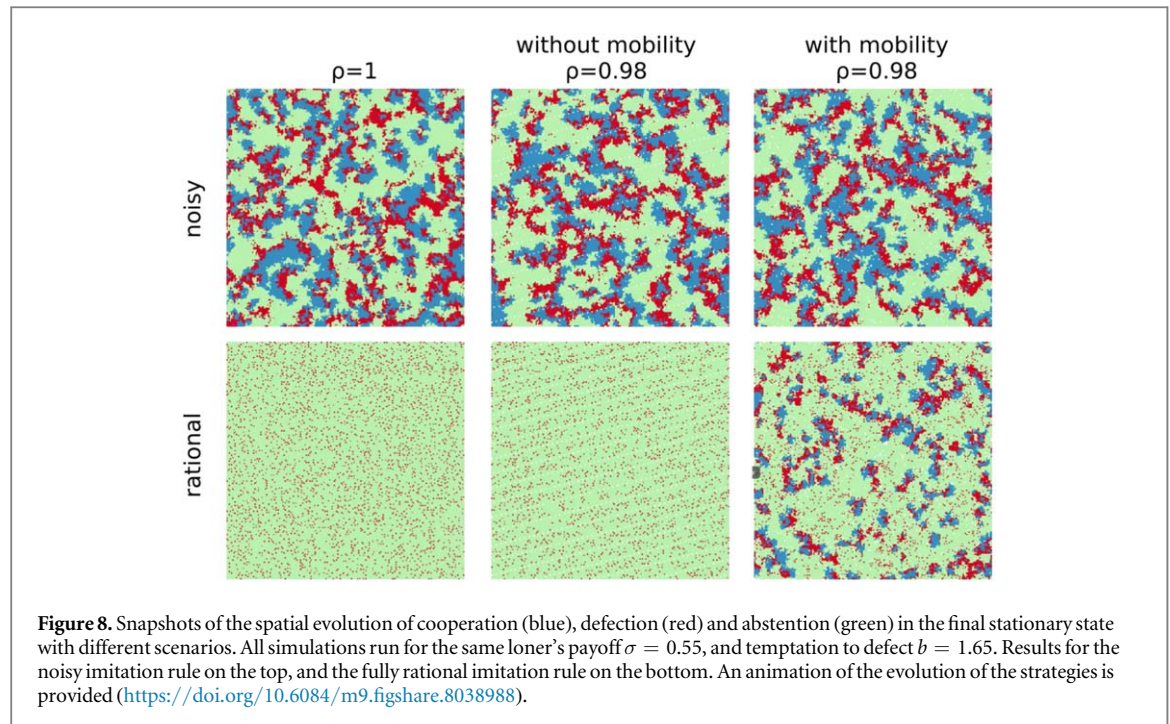 without mobility with mobility
ρ=1 ρ=0.98 ρ=0.98
noisy
rational
Figure 8. Snapshots of the spatial evolution of cooperation (blue), defection (red) and abstention (green) in the final stationary state
with different scenarios. All simulations run for the same loner's payoff σ = 0.55, and temptation to defect b = 1.65. Results for the
noisy imitation rule on the top, and the fully rational imitation rule on the bottom. An animation of the evolution of the strategies is
provided (https://doi.org/10.6084/m9.figshare.8038988).